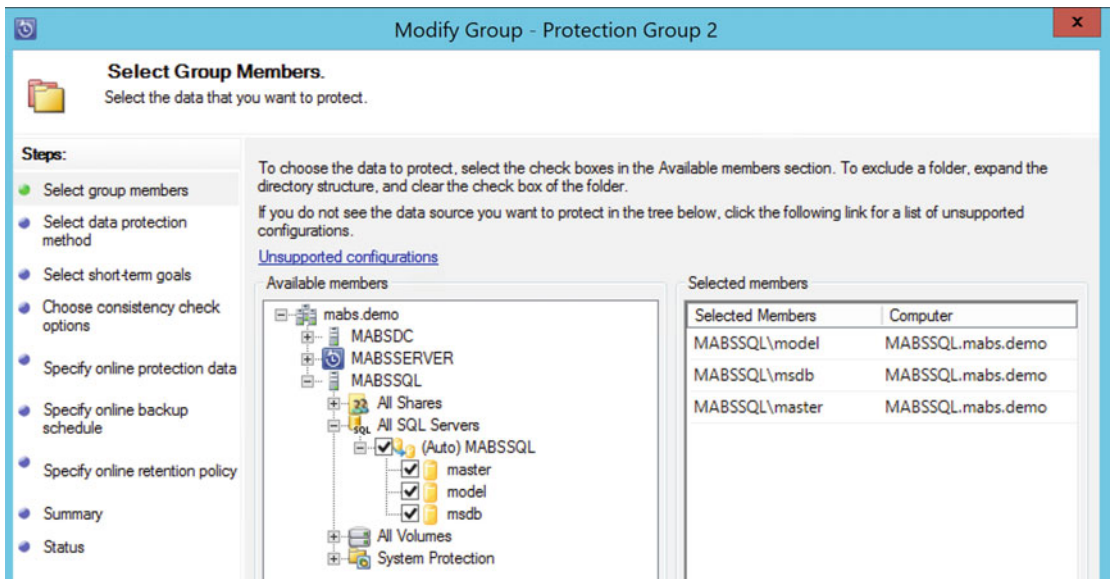 Modify Group - Protection Group 2
x
Select Group Members.
Select the data that you want to protect.
Steps:
Select group members
Select data protection
method
Select short-term goals
Choose consistency check
options
Specify online protection data
Specify online backup
schedule
Specify online retention policy
Summary
Status
To choose the data to protect, select the check boxes in the Available members section. To exclude a folder, expand the
directory structure, and clear the check box of the folder.
If you do not see the data source you want to protect in the tree below, click the following link for a list of unsupported
configurations.
Unsupported configurations
Available members
mabs.demo
MABSDC
MABSSERVER
MABSSQL
All Shares
SQL All SQL Servers
(Auto) MABSSQL
master
model
msdb
All Volumes
System Protection
Selected members
Selected Members Computer
MABSSQL\model MABSSQL.mabs.demo
MABSSQL\msdb MABSSQL.mabs.demo
MABSSQL\master MABSSQL.mabs.demo